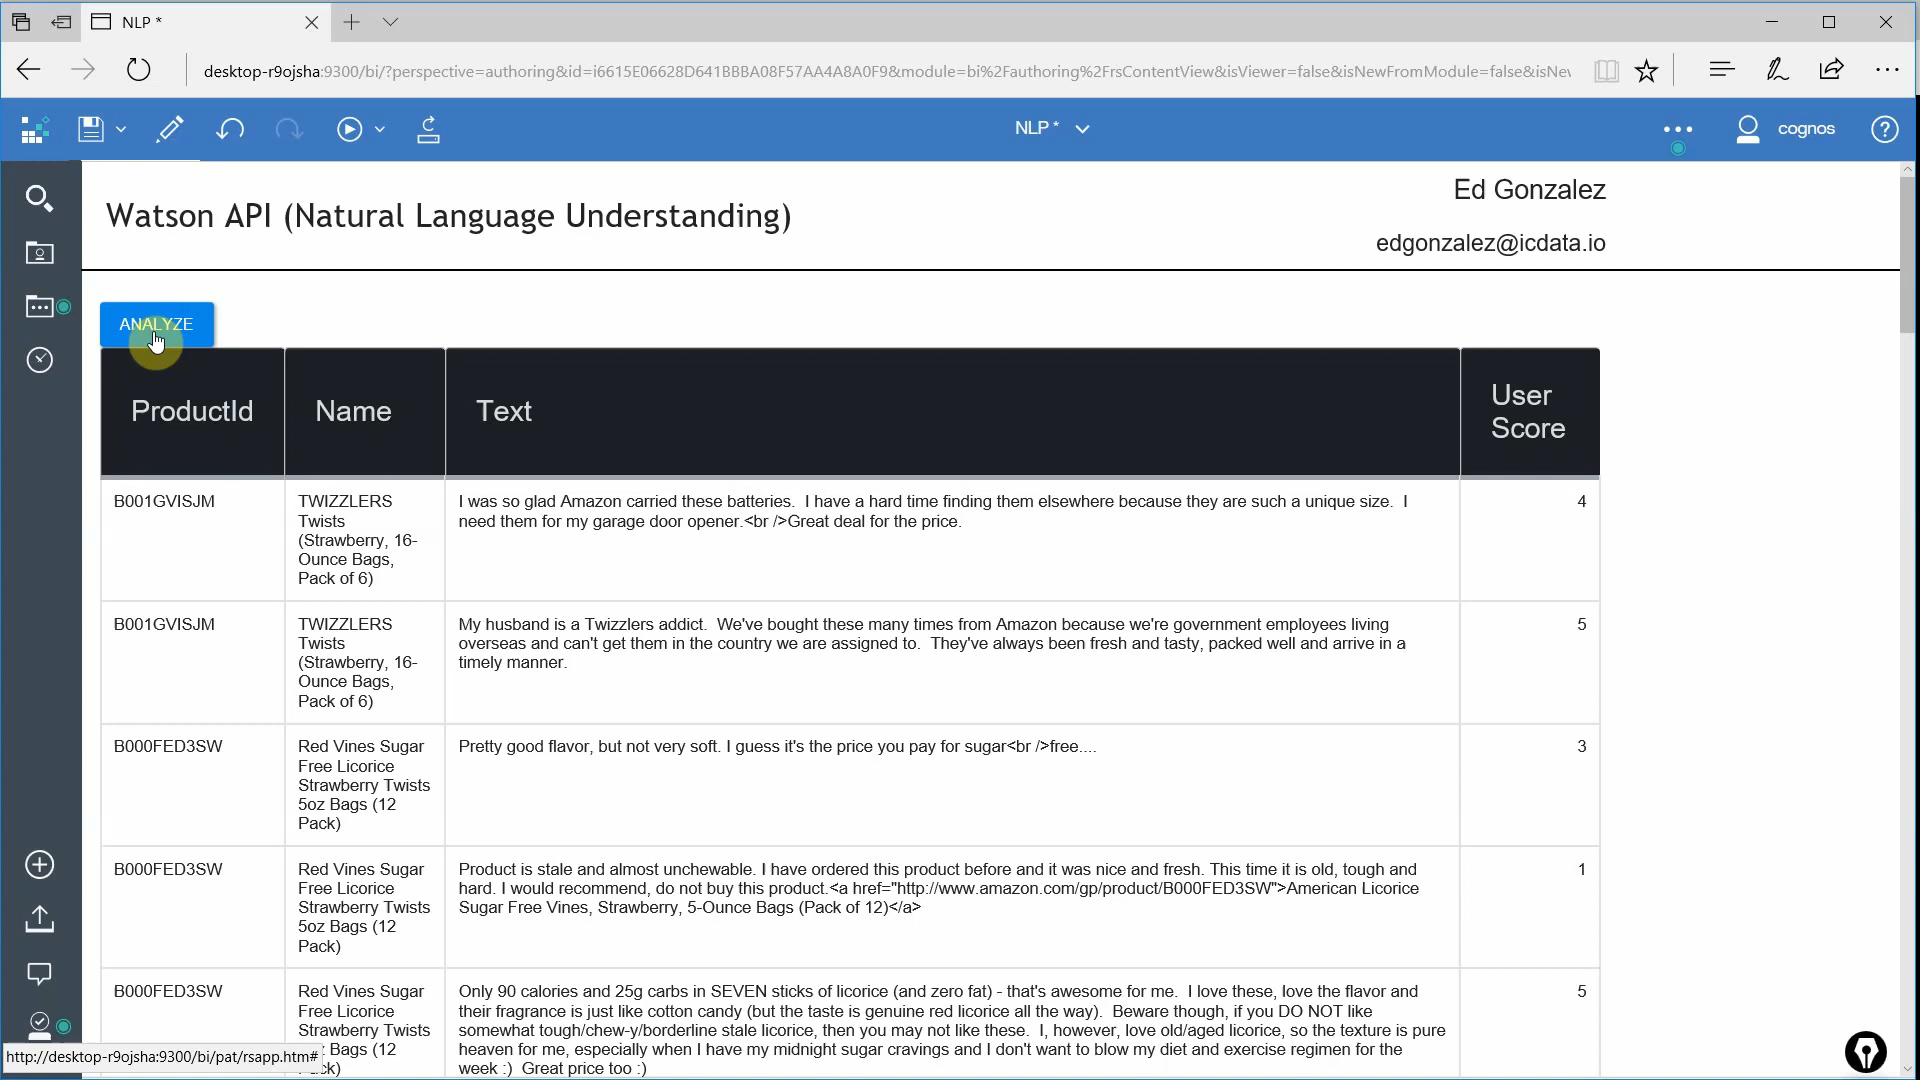 NLP *
desktop-r9ojsha:9300/bi/?perspective=authoring&id=i6615E06628D641BBBA08F57AA4A8A0F9&module=bi%2Fauthoring%2FrsContentView&isViewer=false&isNewFromModule=false&isNev
NLP *
cognos
Watson API (Natural Language Understanding)
Ed Gonzalez
edgonzalez@icdata.io
ANALYZE
ProductId
Name
Text
User
Score
B001GVISJM
TWIZZLERS
Twists
(Strawberry, 16-
Ounce Bags,
Pack of 6)
I was so glad Amazon carried these batteries.  I have a hard time finding them elsewhere because they are such a unique size.  I
need them for my garage door opener.<br />Great deal for the price.
4
B001GVISJM
TWIZZLERS
Twists
(Strawberry, 16-
Ounce Bags,
Pack of 6)
My husband is a Twizzlers addict.  We've bought these many times from Amazon because we're government employees living
overseas and can't get them in the country we are assigned to.  They've always been fresh and tasty, packed well and arrive in a
timely manner.
5
B000FED3SW
Red Vines Sugar
Free Licorice
Strawberry Twists
5oz Bags (12
Pack)
Pretty good flavor, but not very soft. I guess it's the price you pay for sugar<br />free....
3
B000FED3SW
Red Vines Sugar
Free Licorice
Strawberry Twists
5oz Bags (12
Pack)
Product is stale and almost unchewable. I have ordered this product before and it was nice and fresh. This time it is old, tough and
hard. I would recommend, do not buy this product.<a href="http://www.amazon.com/gp/product/B000FED3SW">American Licorice
Sugar Free Vines, Strawberry, 5-Ounce Bags (Pack of 12)</a>
1
B000FED3SW
Red Vines Sugar
Free Licorice
Strawberry Twists
Bags (12
Only 90 calories and 25g carbs in SEVEN sticks of licorice (and zero fat) - that's awesome for me.  I love these, love the flavor and
their fragrance is just like cotton candy (but the taste is genuine red licorice all the way).  Beware though, if you DO NOT like
somewhat tough/chew-y/borderline stale licorice, then you may not like these.  I, however, love old/aged licorice, so the texture is pure
heaven for me, especially when I have my midnight sugar cravings and I don't want to blow my diet and exercise regimen for the
week :)  Great price too :)
5
http://desktop-r9ojsha:9300/bi/pat/rsapp.htm#